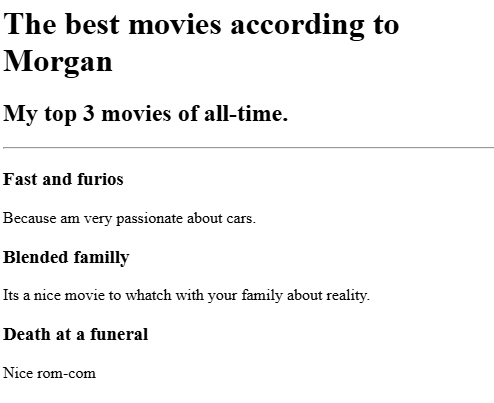 The best movies according to
Morgan
My top 3 movies of all-time.
Fast and furios
Because am very passionate about cars.
Blended familly
Its a nice movie to whatch with your family about reality.
Death at a funeral
Nice rom-com